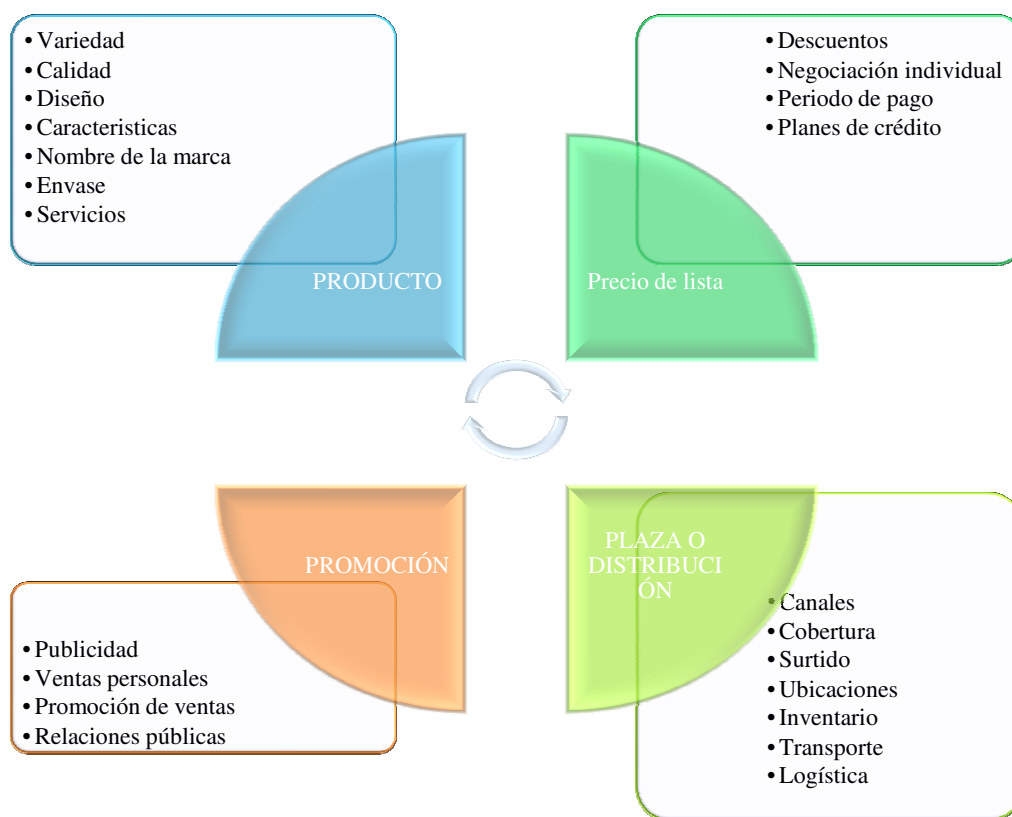 • Variedad
• Calidad
• Diseño
• Caracteristicas
• Nombre de la marca
• Envase
• Servicios
PRODUCTO
• Descuentos
• Negociación individual
• Periodo de pago
• Planes de crédito
Precio de lista
PROMOCIÓN
• Publicidad
• Ventas personales
• Promoción de ventas
• Relaciones públicas
PLAZA O
DISTRIBUCI
ÓN
• Canales
• Cobertura
• Surtido
• Ubicaciones
• Inventario
• Transporte
• Logística